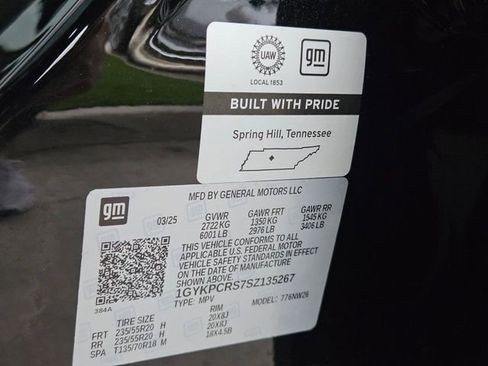 UAW
LOCAL 1853
gm
BUILT WITH PRIDE
Spring Hill, Tennessee
gm
MFD BY GENERAL MOTORS LLC
03/25 GVWR GAWR FRT GAWR RR
2722 KG 1350 KG 1545 KG
6001 LB 2976 LB 3406 LB
THIS VEHICLE CONFORMS TO ALL
APPLICABLE U.S. FEDERAL MOTOR
VEHICLE SAFETY STANDARDS IN EFFECT
ON THE DATE OF MANUFACTURE
SHOWN ABOVE.
1GYKPCRS7SZ135267
384A
TYPE: MPV MODEL: 776NW26
TIRE SIZE RIM
FRT 235/55R20 H 20X8J
RR 235/55R20 H 20X8J
SPA T135/70R18 M 18X4.5B